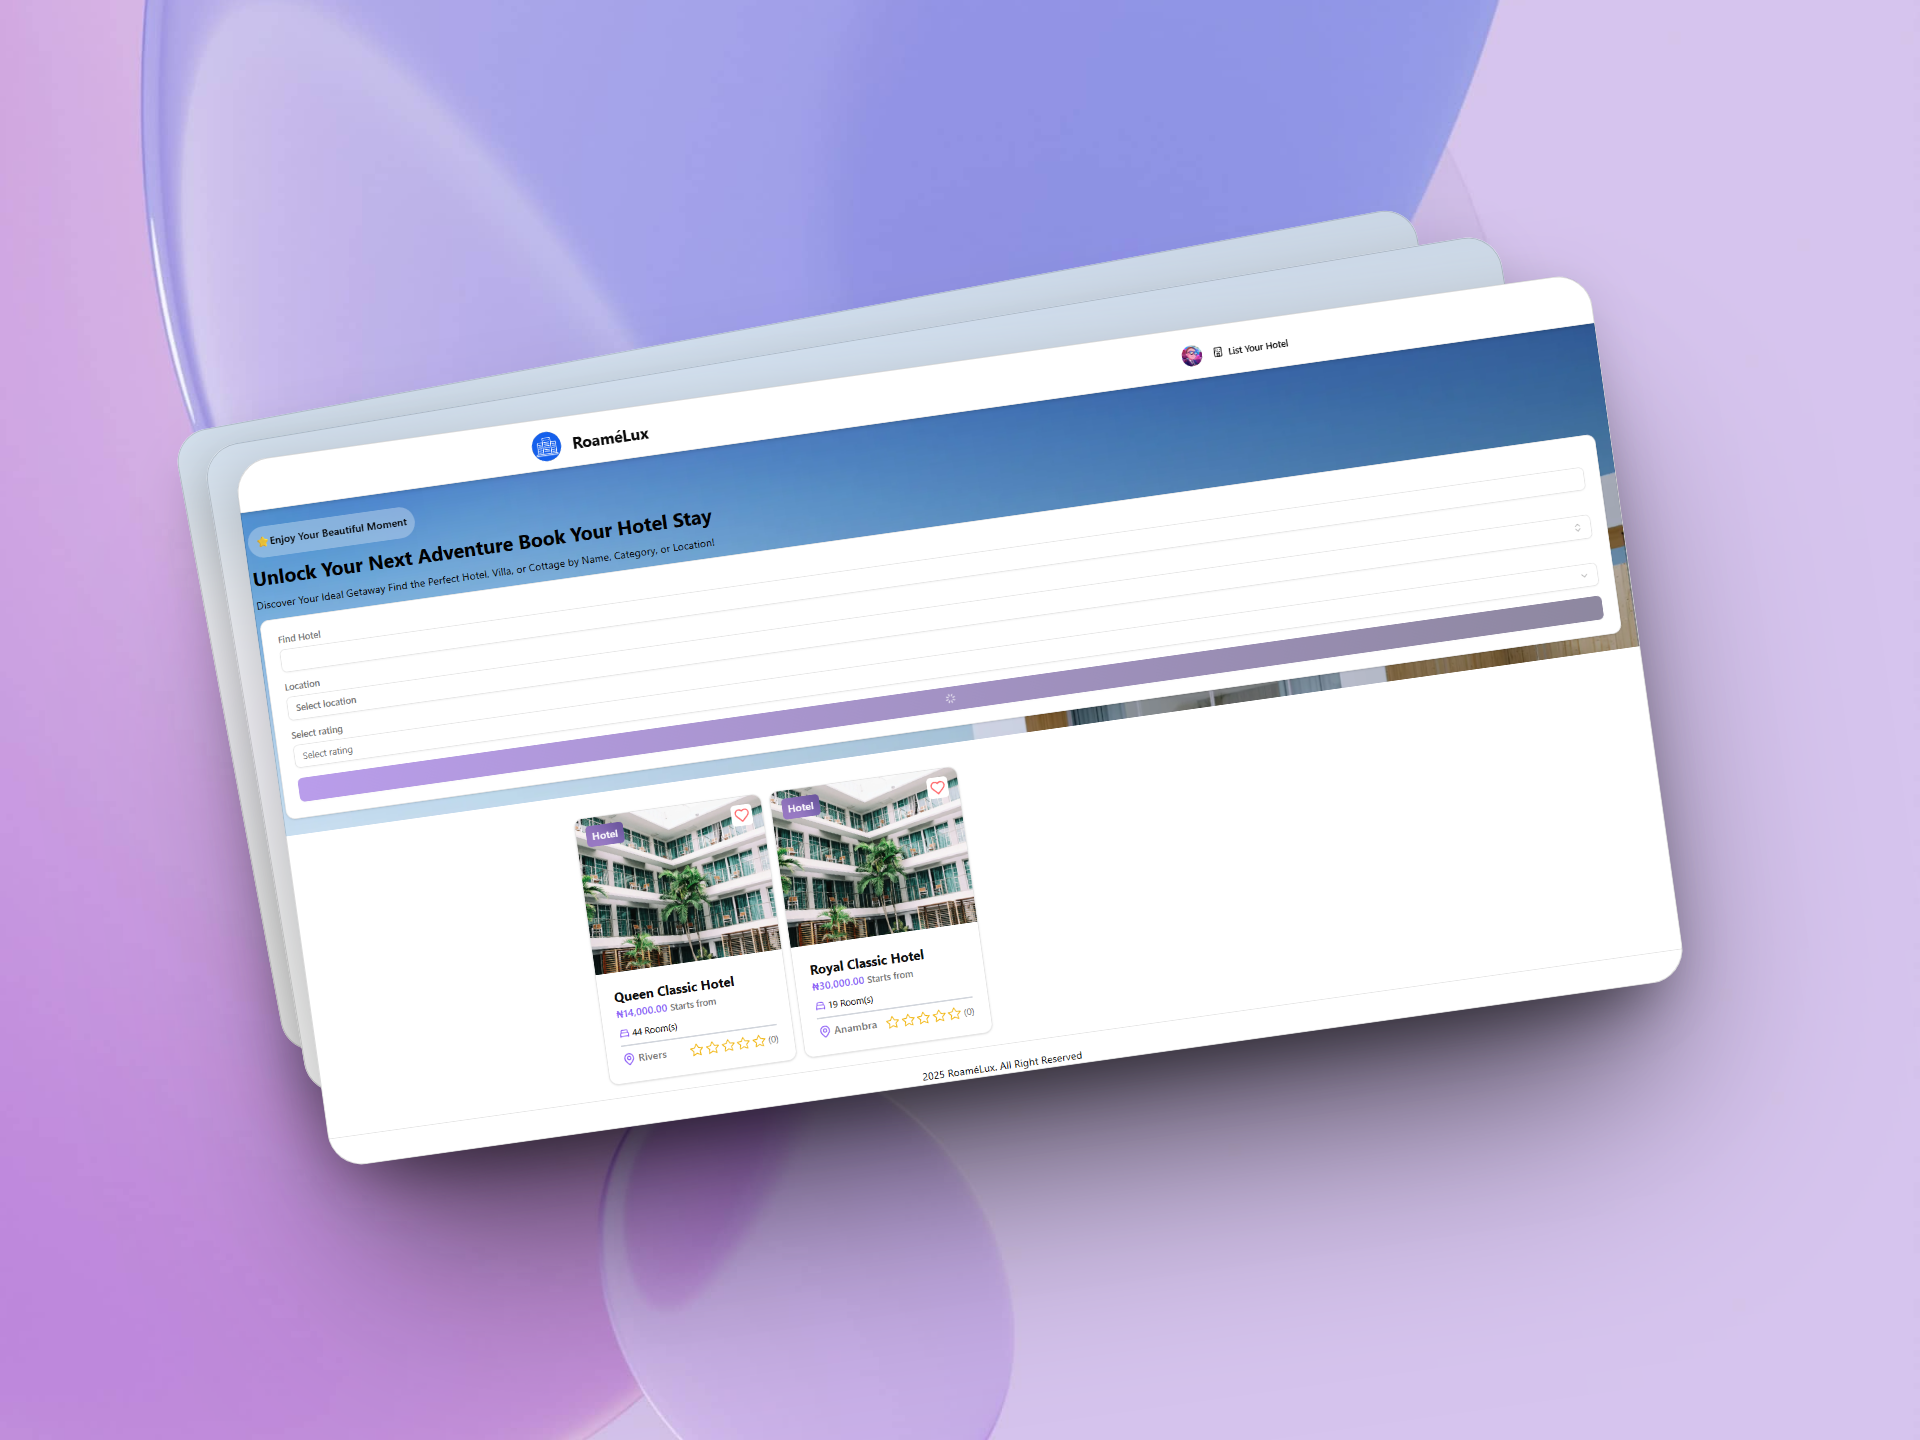 RoaméLux
List Your Hotel
⭐Enjoy Your Beautiful Moment
Unlock Your Next Adventure Book Your Hotel Stay
Discover Your Ideal Getaway Find the Perfect Hotel, Villa, or Cottage by Name, Category, or Location!
Find Hotel
Location
Select location
Select rating
Select rating
Hotel
Queen Classic Hotel
₦14,000.00 Starts from
44 Room(s)
Rivers (0)
Hotel
Royal Classic Hotel
₦30,000.00 Starts from
19 Room(s)
Anambra (0)
2025 RoaméLux. All Right Reserved